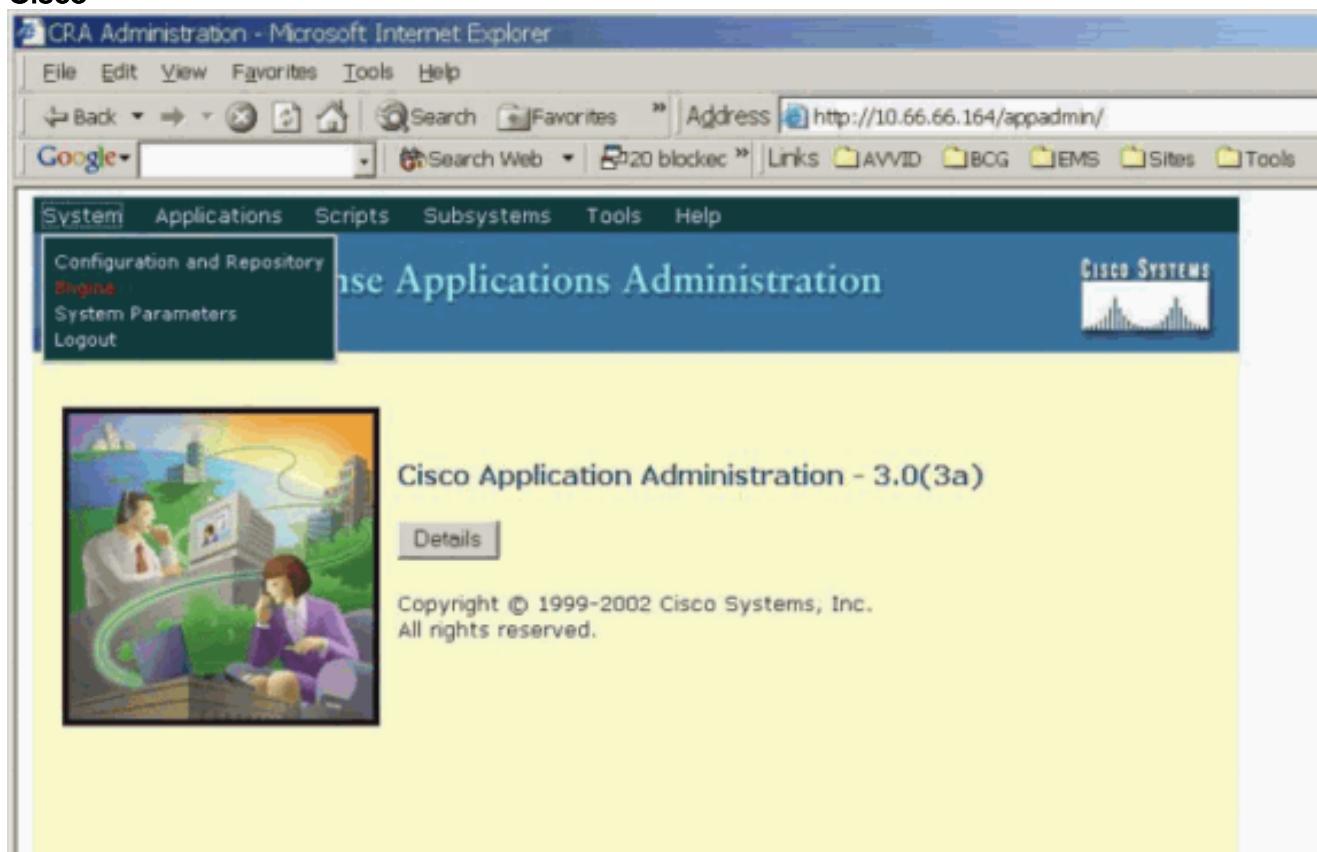 CRA Administration - Microsoft Internet Explorer
File Edit View Favorites Tools Help
Back Search Favorites » Address http://10.66.66.164/appadmin/
Google Search Web 20 blockec » Links AVVID BCG EMS Sites Tools
System Applications Scripts Subsystems Tools Help
Configuration and Repository
Engine
System Parameters
Logout
nse Applications Administration
CISCO SYSTEMS
Cisco Application Administration - 3.0(3a)
Details
Copyright © 1999-2002 Cisco Systems, Inc.
All rights reserved.